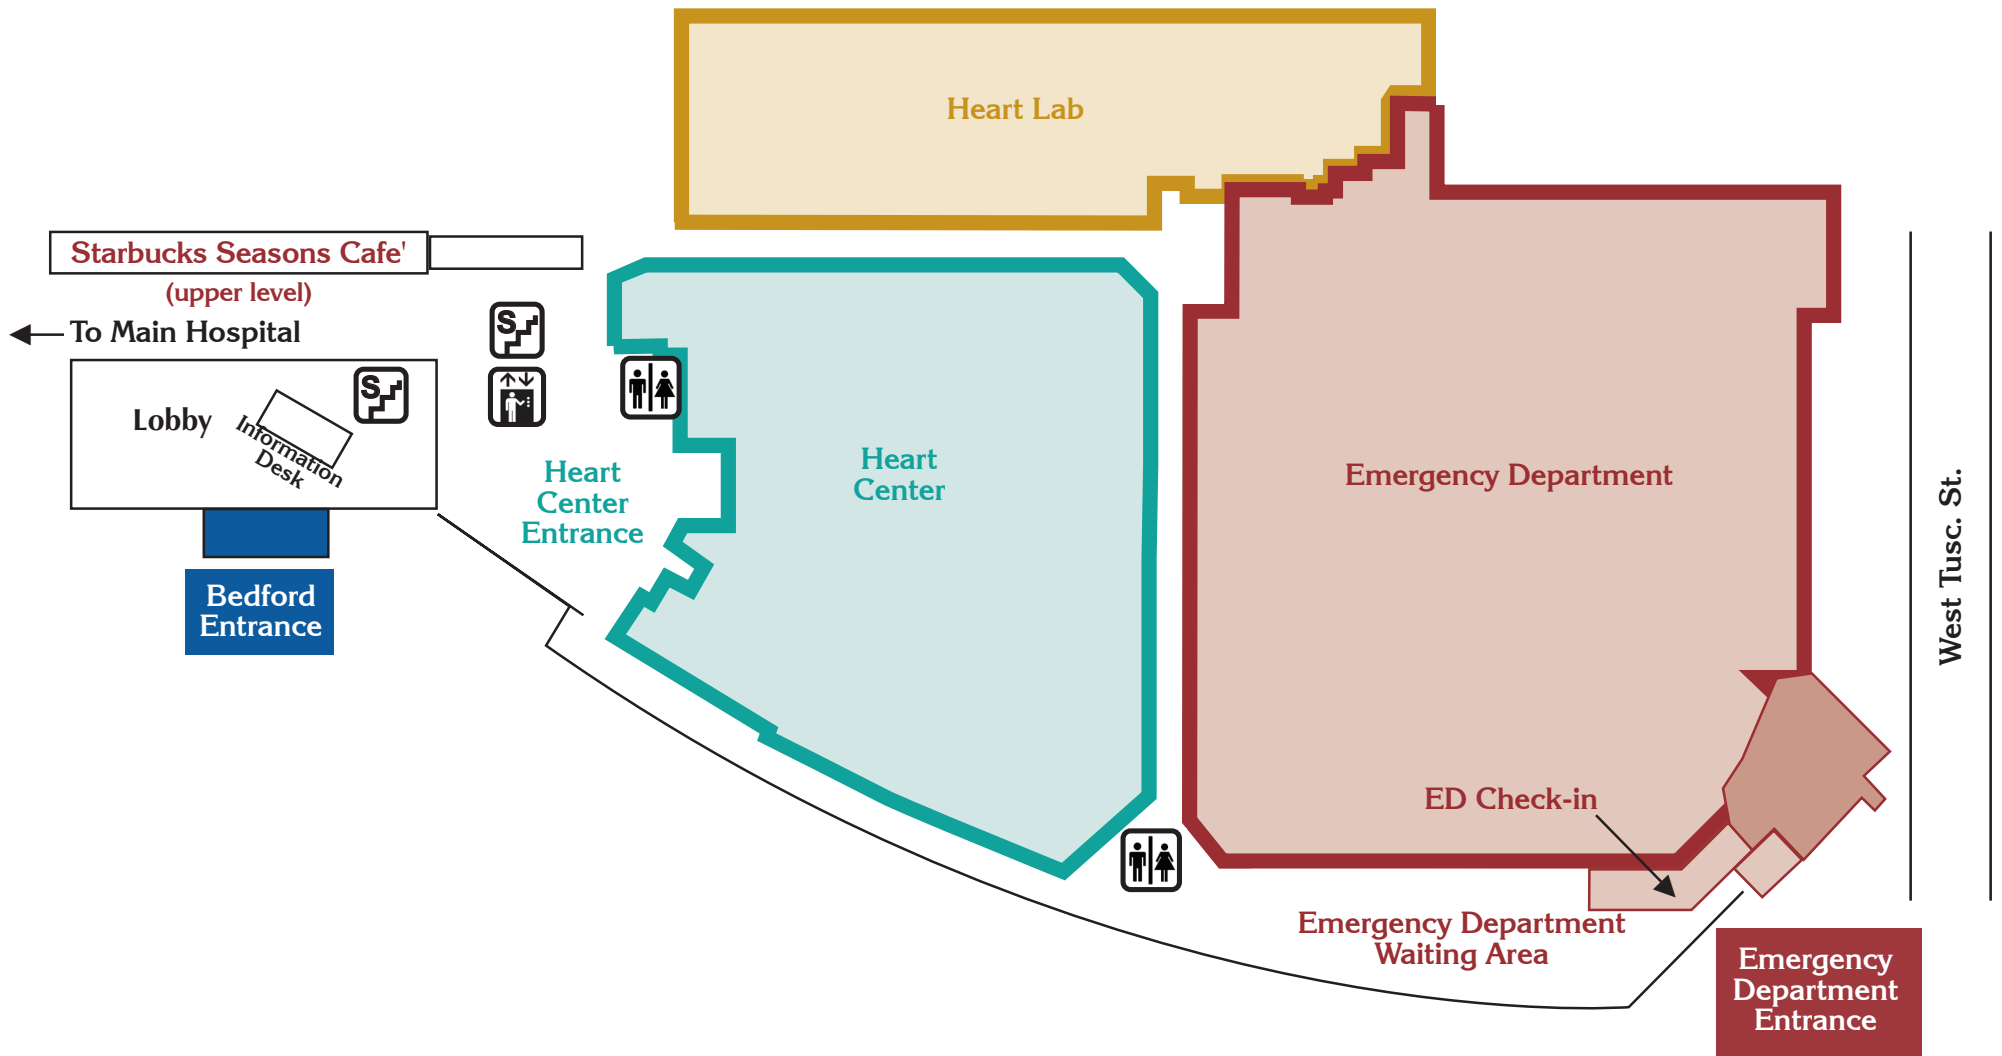 Heart Lab
Starbucks Seasons Cafe'
(upper level)
To Main Hospital
S
S
Lobby
Information
Desk
Heart
Center
Entrance
Heart
Center
Emergency Department
West Tusc. St.
Bedford
Entrance
ED Check-in
Emergency Department
Waiting Area
Emergency
Department
Entrance